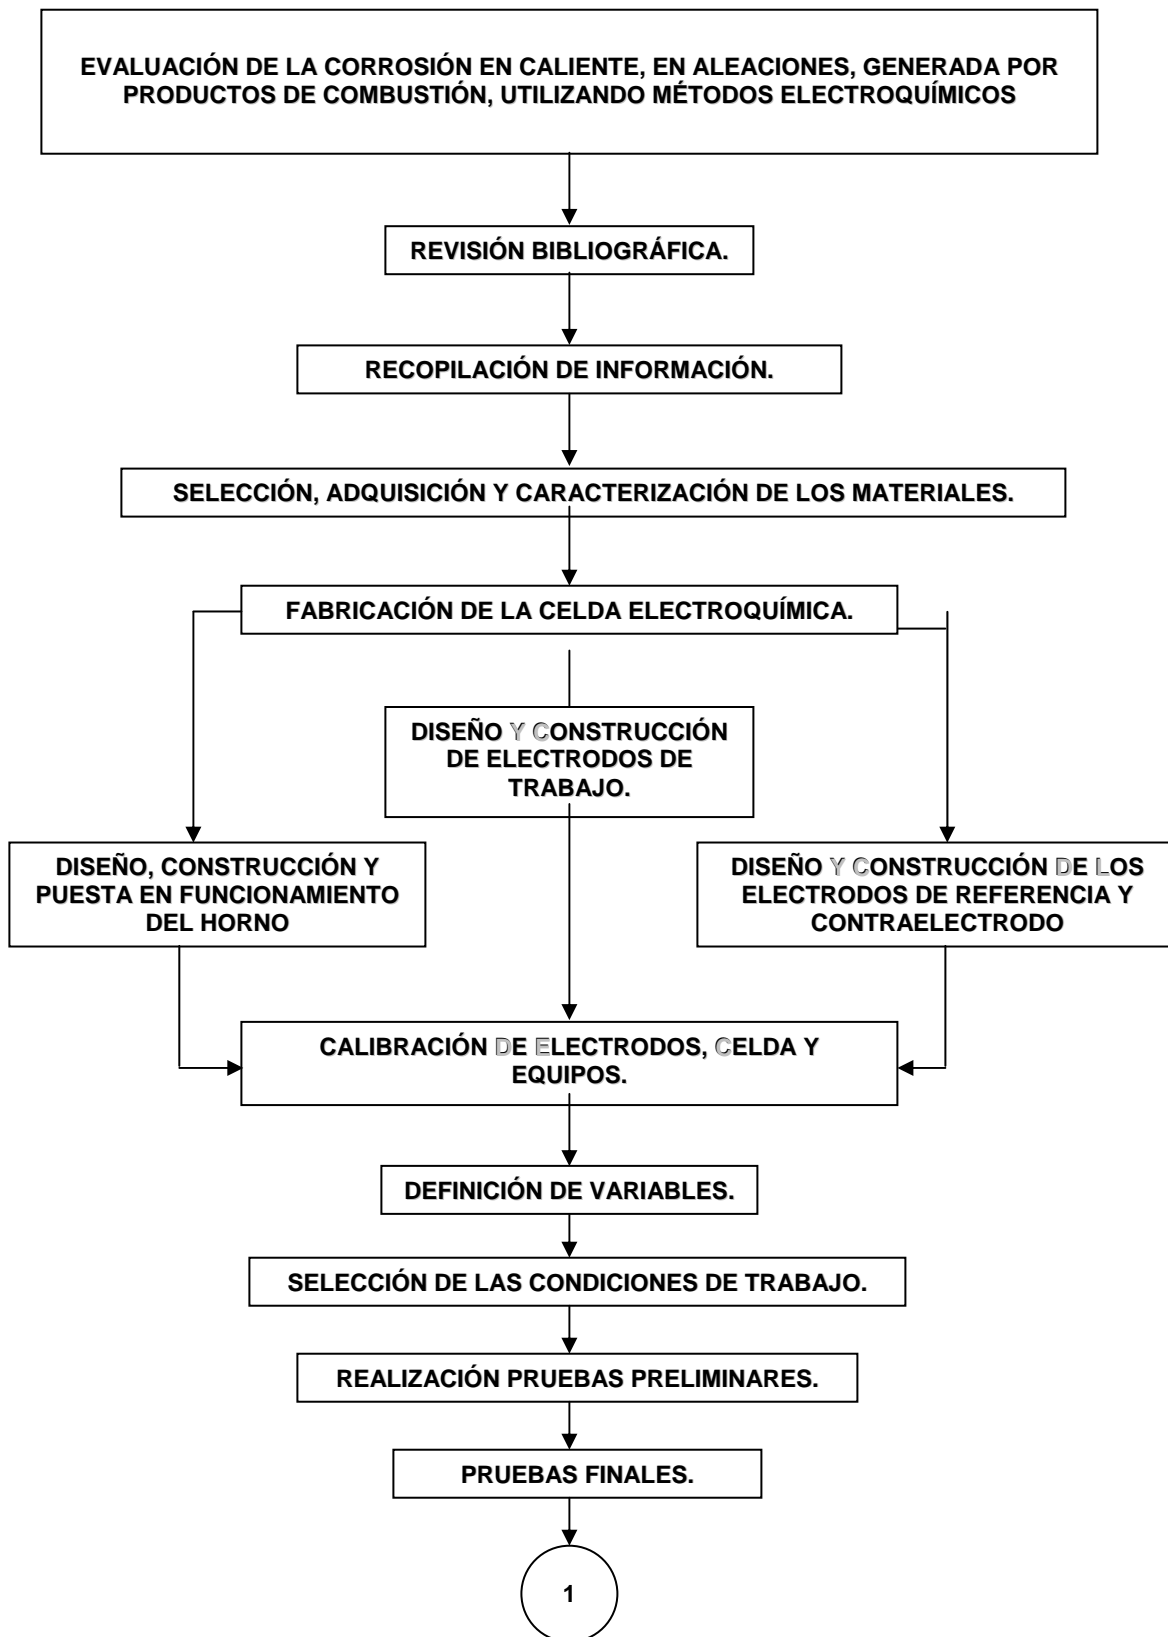 EVALUACIÓN DE LA CORROSIÓN EN CALIENTE, EN ALEACIONES, GENERADA POR
PRODUCTOS DE COMBUSTIÓN, UTILIZANDO MÉTODOS ELECTROQUÍMICOS
REVISIÓN BIBLIOGRÁFICA.
RECOPILACIÓN DE INFORMACIÓN.
SELECCIÓN, ADQUISICIÓN Y CARACTERIZACIÓN DE LOS MATERIALES.
FABRICACIÓN DE LA CELDA ELECTROQUÍMICA.
DISEÑO Y CONSTRUCCIÓN
DE ELECTRODOS DE
TRABAJO.
DISEÑO, CONSTRUCCIÓN Y
PUESTA EN FUNCIONAMIENTO
DEL HORNO
DISEÑO Y CONSTRUCCIÓN DE LOS
ELECTRODOS DE REFERENCIA Y
CONTRAELECTRODO
CALIBRACIÓN DE ELECTRODOS, CELDA Y
EQUIPOS.
DEFINICIÓN DE VARIABLES.
SELECCIÓN DE LAS CONDICIONES DE TRABAJO.
REALIZACIÓN PRUEBAS PRELIMINARES.
PRUEBAS FINALES.
1